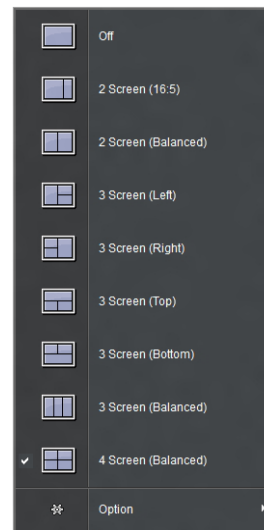 Off
2 Screen (16:5)
2 Screen (Balanced)
3 Screen (Left)
3 Screen (Right)
3 Screen (Top)
3 Screen (Bottom)
3 Screen (Balanced)
4 Screen (Balanced)
Option